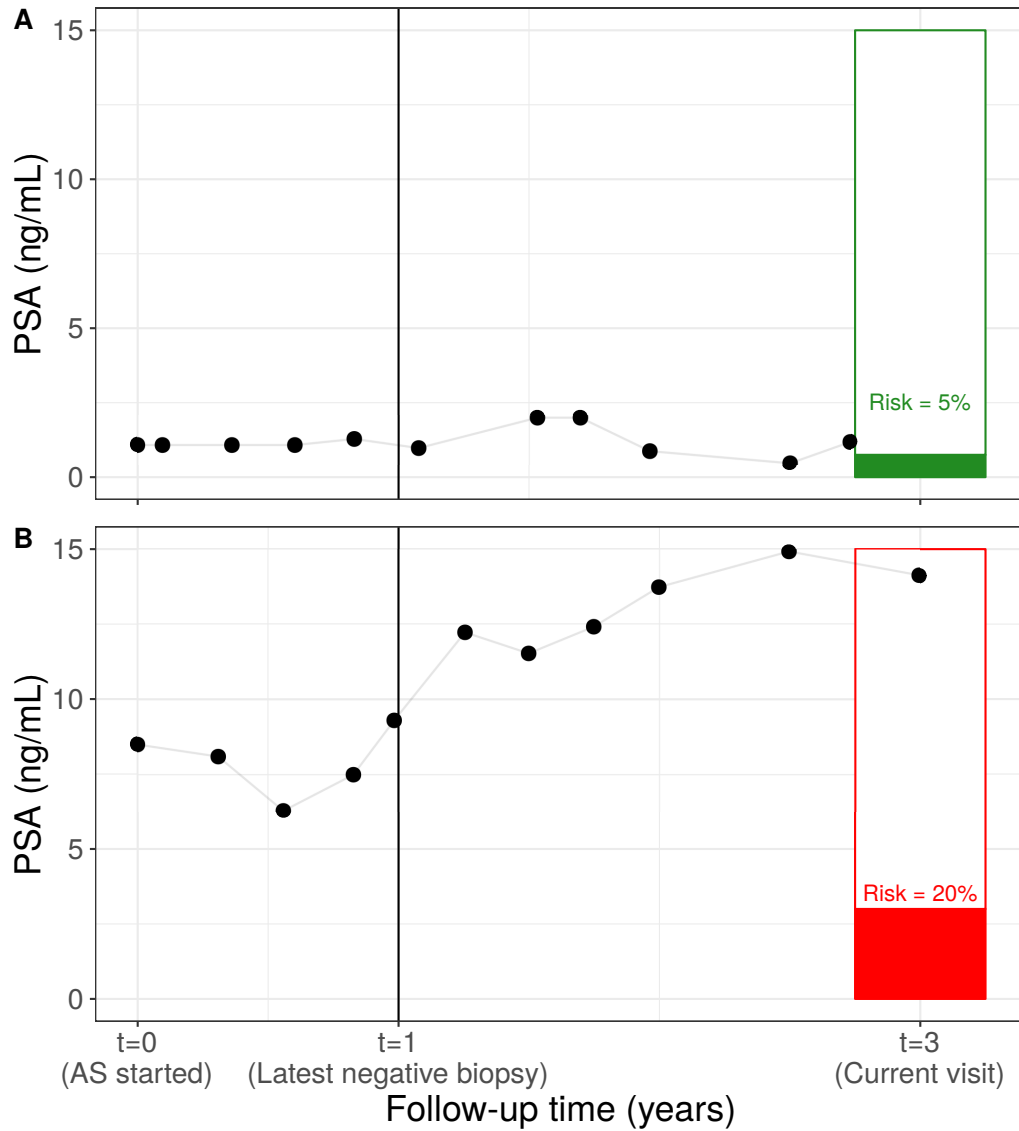 A
PSA (ng/mL)
15
10
5
0
Risk = 5%
B
PSA (ng/mL)
15
10
5
0
Risk = 20%
t=0 t=1 t=3
(AS started) (Latest negative biopsy) (Current visit)
Follow-up time (years)